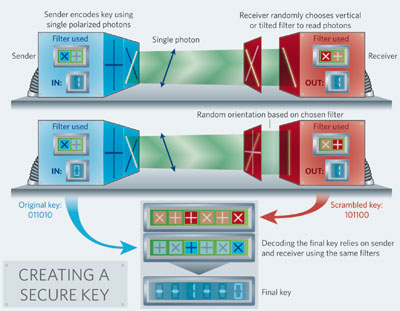 Sender encodes key using
single polarized photons
Receiver randomly chooses vertical
or tilted filter to read photons
Filter used
Single photon
Filter used
Sender
Receiver
IN:
OUT:
Random orientation based on chosen filter
Filter used
Filter used
IN:
OUT:
Original key:
011010
Scrambled key:
101100
Decoding the final key relies on sender
and receiver using the same filters
CREATING A
SECURE KEY
Final key